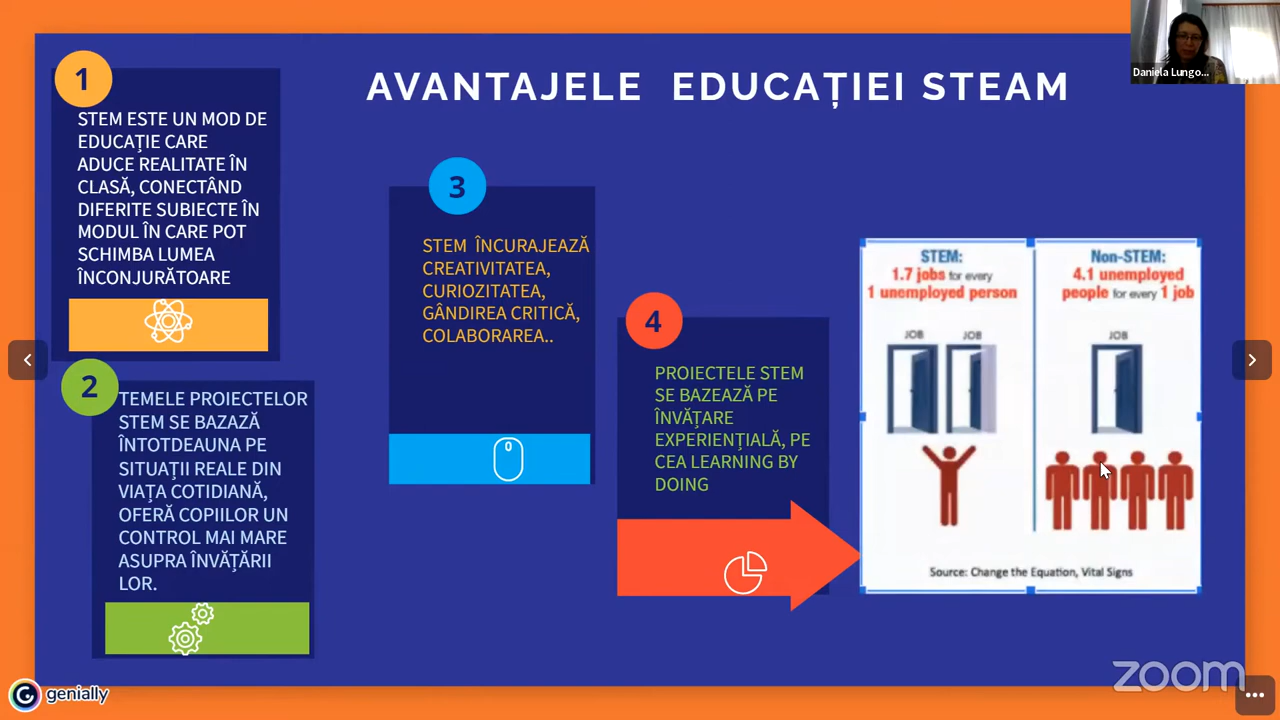 AVANTAJELE EDUCAȚIEI STEAM
Daniela Lungo...
1
STEM ESTE UN MOD DE
EDUCAȚIE CARE
ADUCE REALITATE ÎN
CLASĂ, CONECTÂND
DIFERITE SUBIECTE ÎN
MODUL ÎN CARE POT
SCHIMBA LUMEA
ÎNCONJURĂTOARE
2
TEMELE PROIECTELOR
STEM SE BAZAZĂ
ÎNTOTDEAUNA PE
SITUAȚII REALE DIN
VIAȚA COTIDIANĂ,
OFERĂ COPIILOR UN
CONTROL MAI MARE
ASUPRA ÎNVĂȚĂRII
LOR.
3
STEM ÎNCURAJEAZĂ
CREATIVITATEA,
CURIOZITATEA,
GÂNDIREA CRITICĂ,
COLABORAREA..
4
PROIECTELE STEM
SE BAZEAZĂ PE
ÎNVĂȚARE
EXPERIENȚIALĂ, PE
CEA LEARNING BY
DOING
STEM:
1.7 jobs for every
1 unemployed person
JOB JOB
Non-STEM:
4.1 unemployed
people for every 1 job
JOB
Source: Change the Equation, Vital Signs
genially
zoom